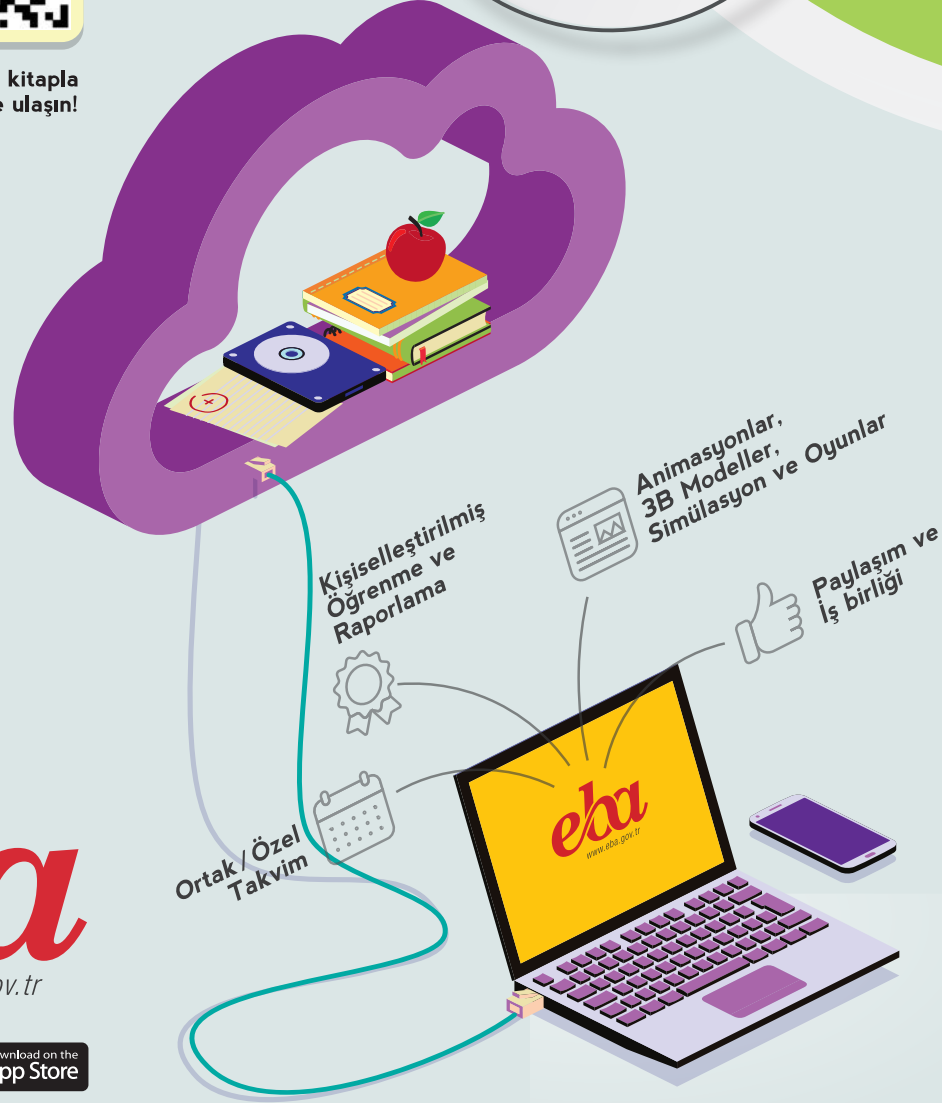 kitapla
ulaşın!
Animasyonlar,
3B Modeller,
Simülasyon ve Oyunlar
Kişiselleştirilmiş
Öğrenme ve
Raporlama
Paylaşım ve
İş birliği
Ortak / Özel
Takvim
eba
www.eba.gov.tr
a
ov.tr
wnload on the
pp Store